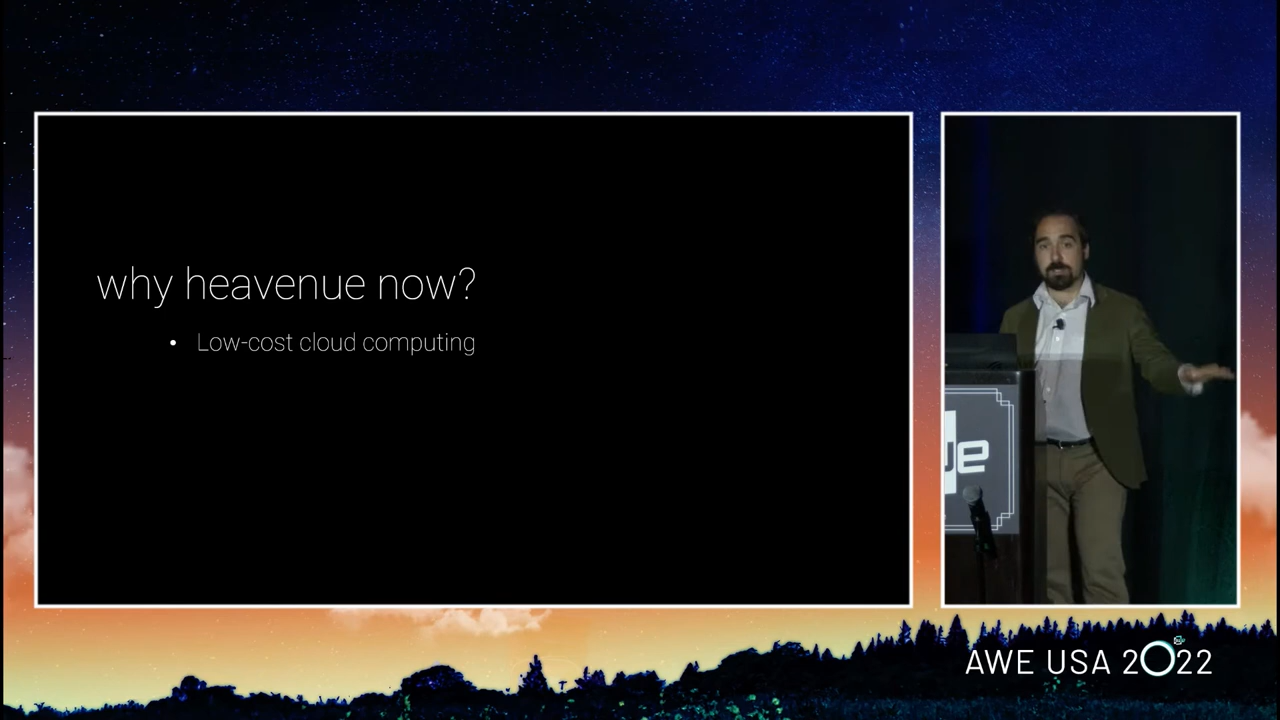 why heavenue now?
• Low-cost cloud computing
AWE USA 2022